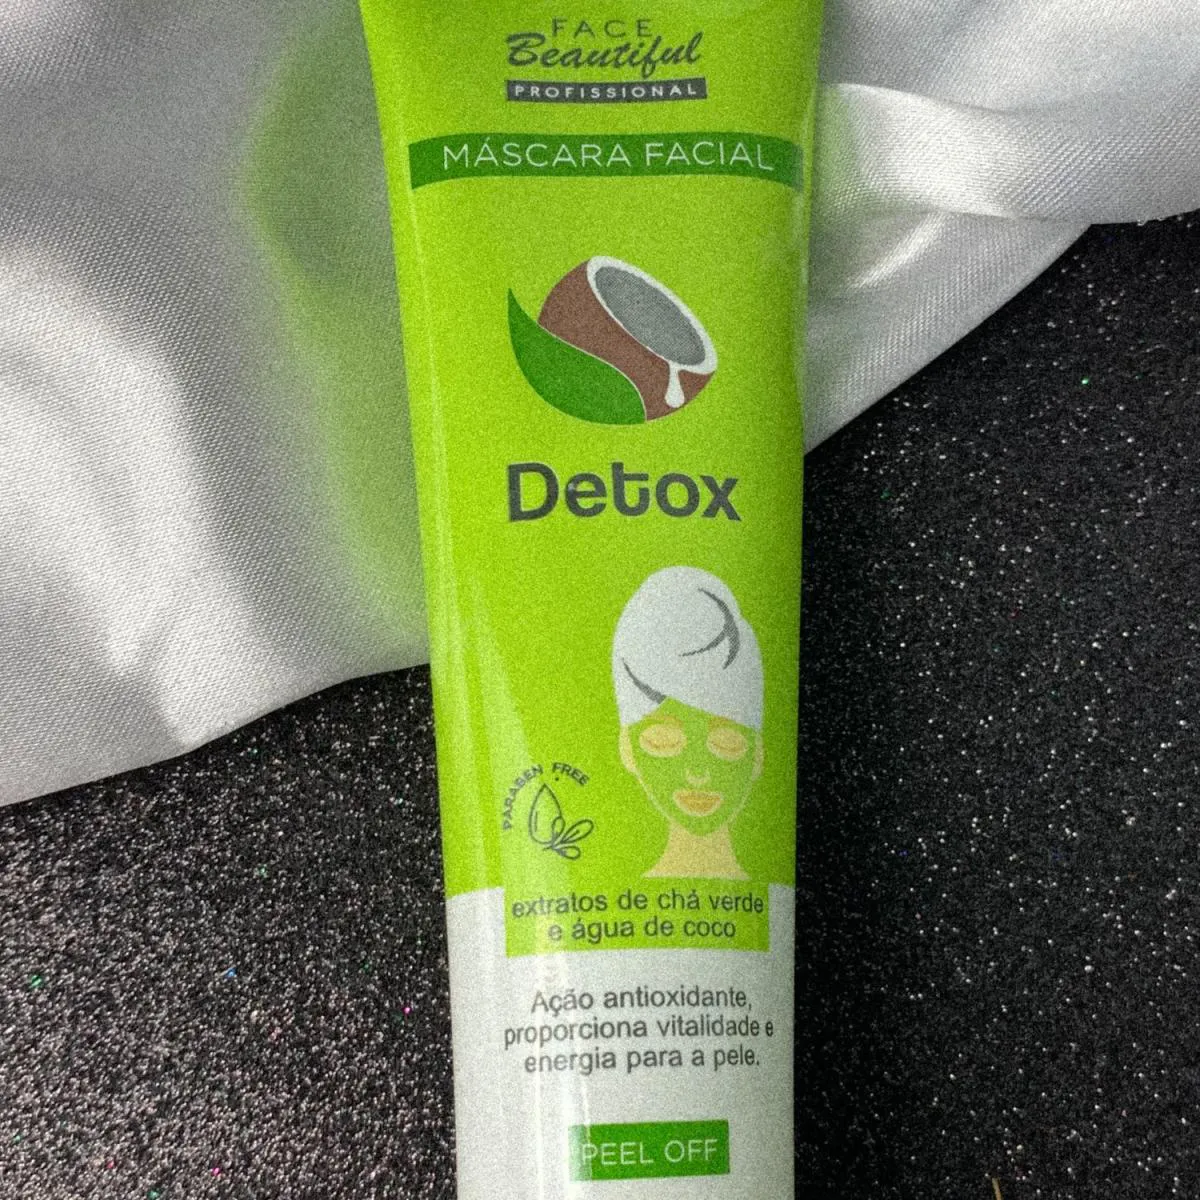 FACE
Beautiful
PROFISSIONAL
MÁSCARA FACIAL
Detox
PARABEN FREE
extratos de chá verde
e água de coco
Ação antioxidante,
proporciona vitalidade e
energia para a pele.
PEEL OFF